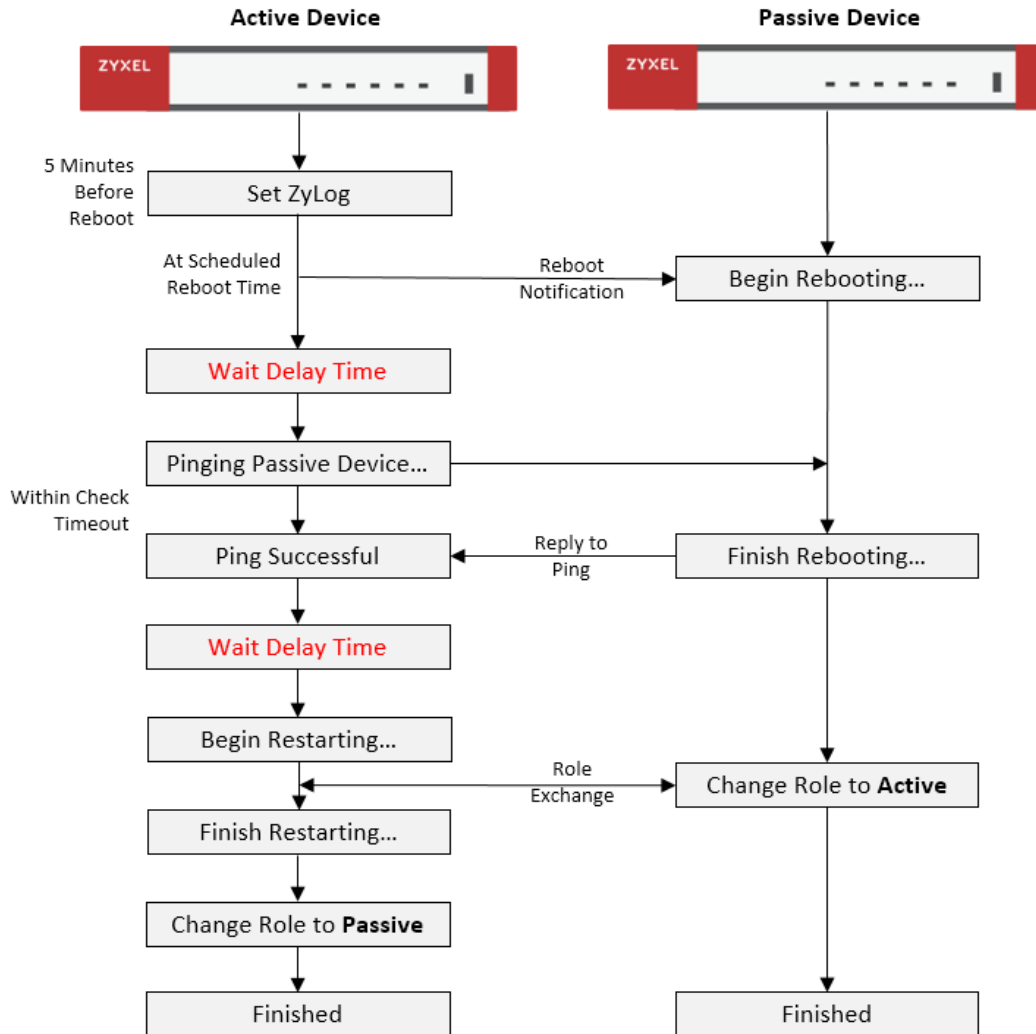 Active Device
Passive Device
ZYXEL
ZYXEL
5 Minutes
Before
Reboot
Set ZyLog
At Scheduled
Reboot Time
Reboot
Notification
Begin Rebooting...
Wait Delay Time
Pinging Passive Device...
Within Check
Timeout
Ping Successful
Reply to
Ping
Finish Rebooting...
Wait Delay Time
Begin Restarting...
Role
Exchange
Change Role to Active
Finish Restarting...
Change Role to Passive
Finished
Finished